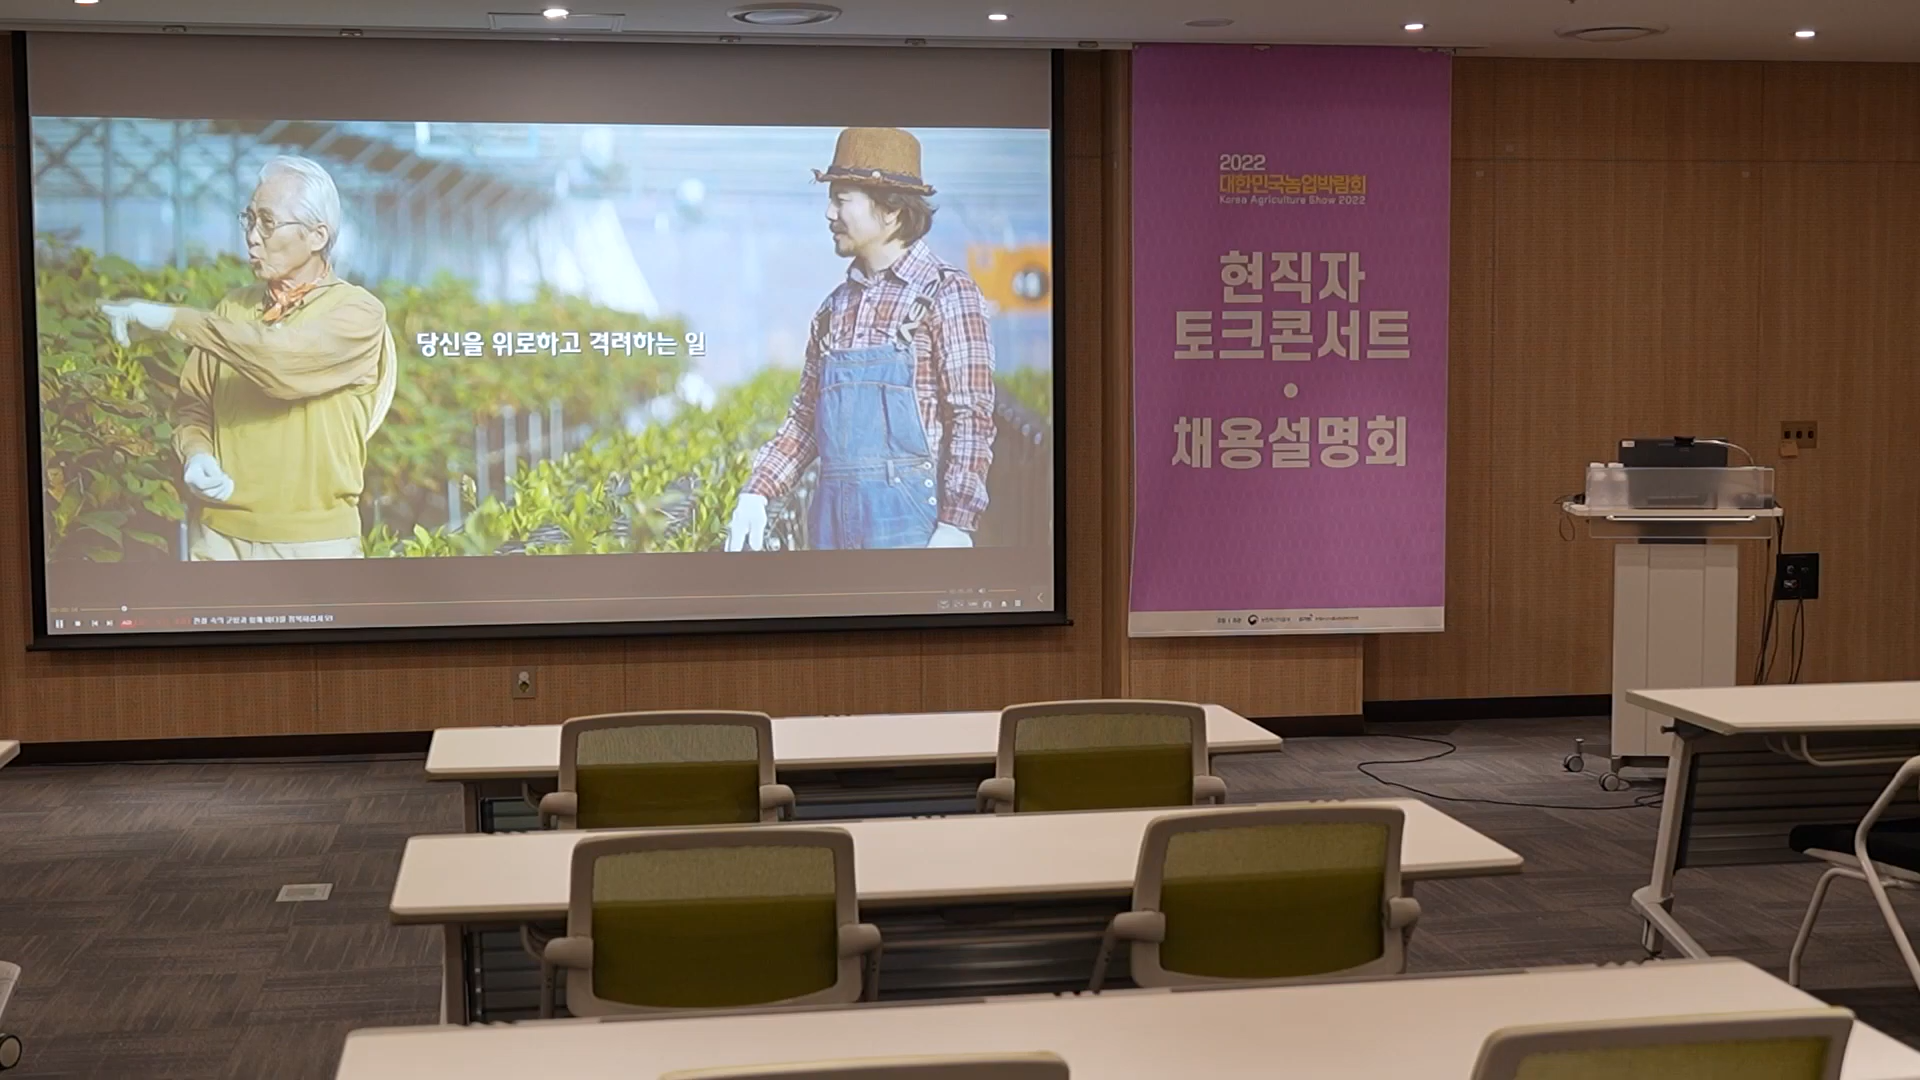 당신을 위로하고 격려하는 일
2022
대한민국농업박람회
Korea Agriculture Show 2022
현직자
토크콘서트
•
채용설명회